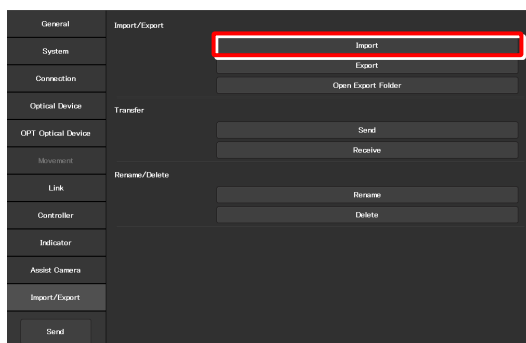 General
System
Connection
Optical Device
OPT Optical Device
Movement
Link
Controller
Indicator
Assist Camera
Import/Export
Send
Import/Export
Import
Export
Open Export Folder
Transfer
Send
Receive
Rename/Delete
Rename
Delete